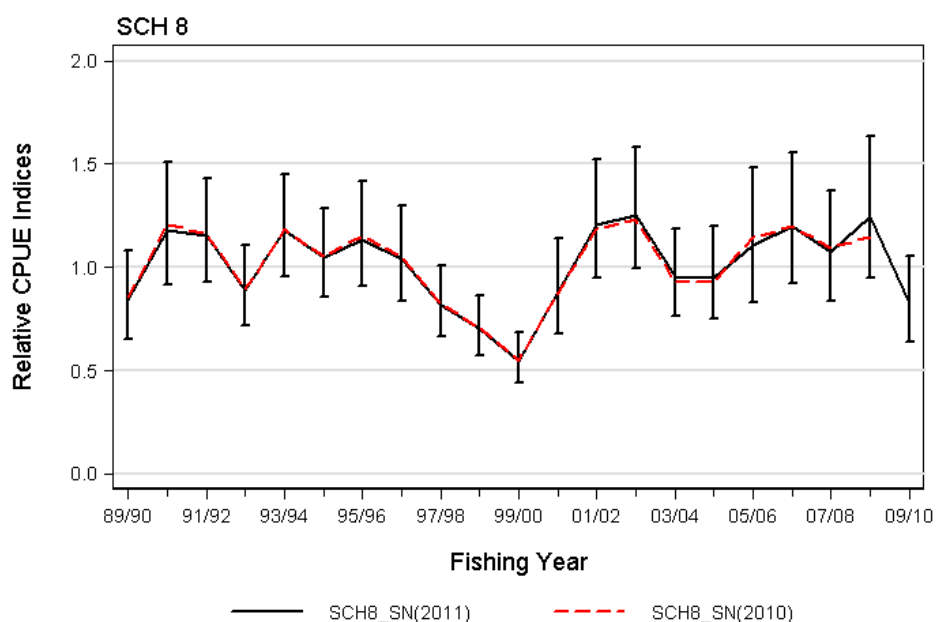 SCH 8
2.0
1.5
1.0
0.5
0.0
Relative CPUE Indices
89/90 91/92 93/94 95/96 97/98 99/00 01/02 03/04 05/06 07/08 09/10
Fishing Year
SCH8_SN(2011) SCH8_SN(2010)